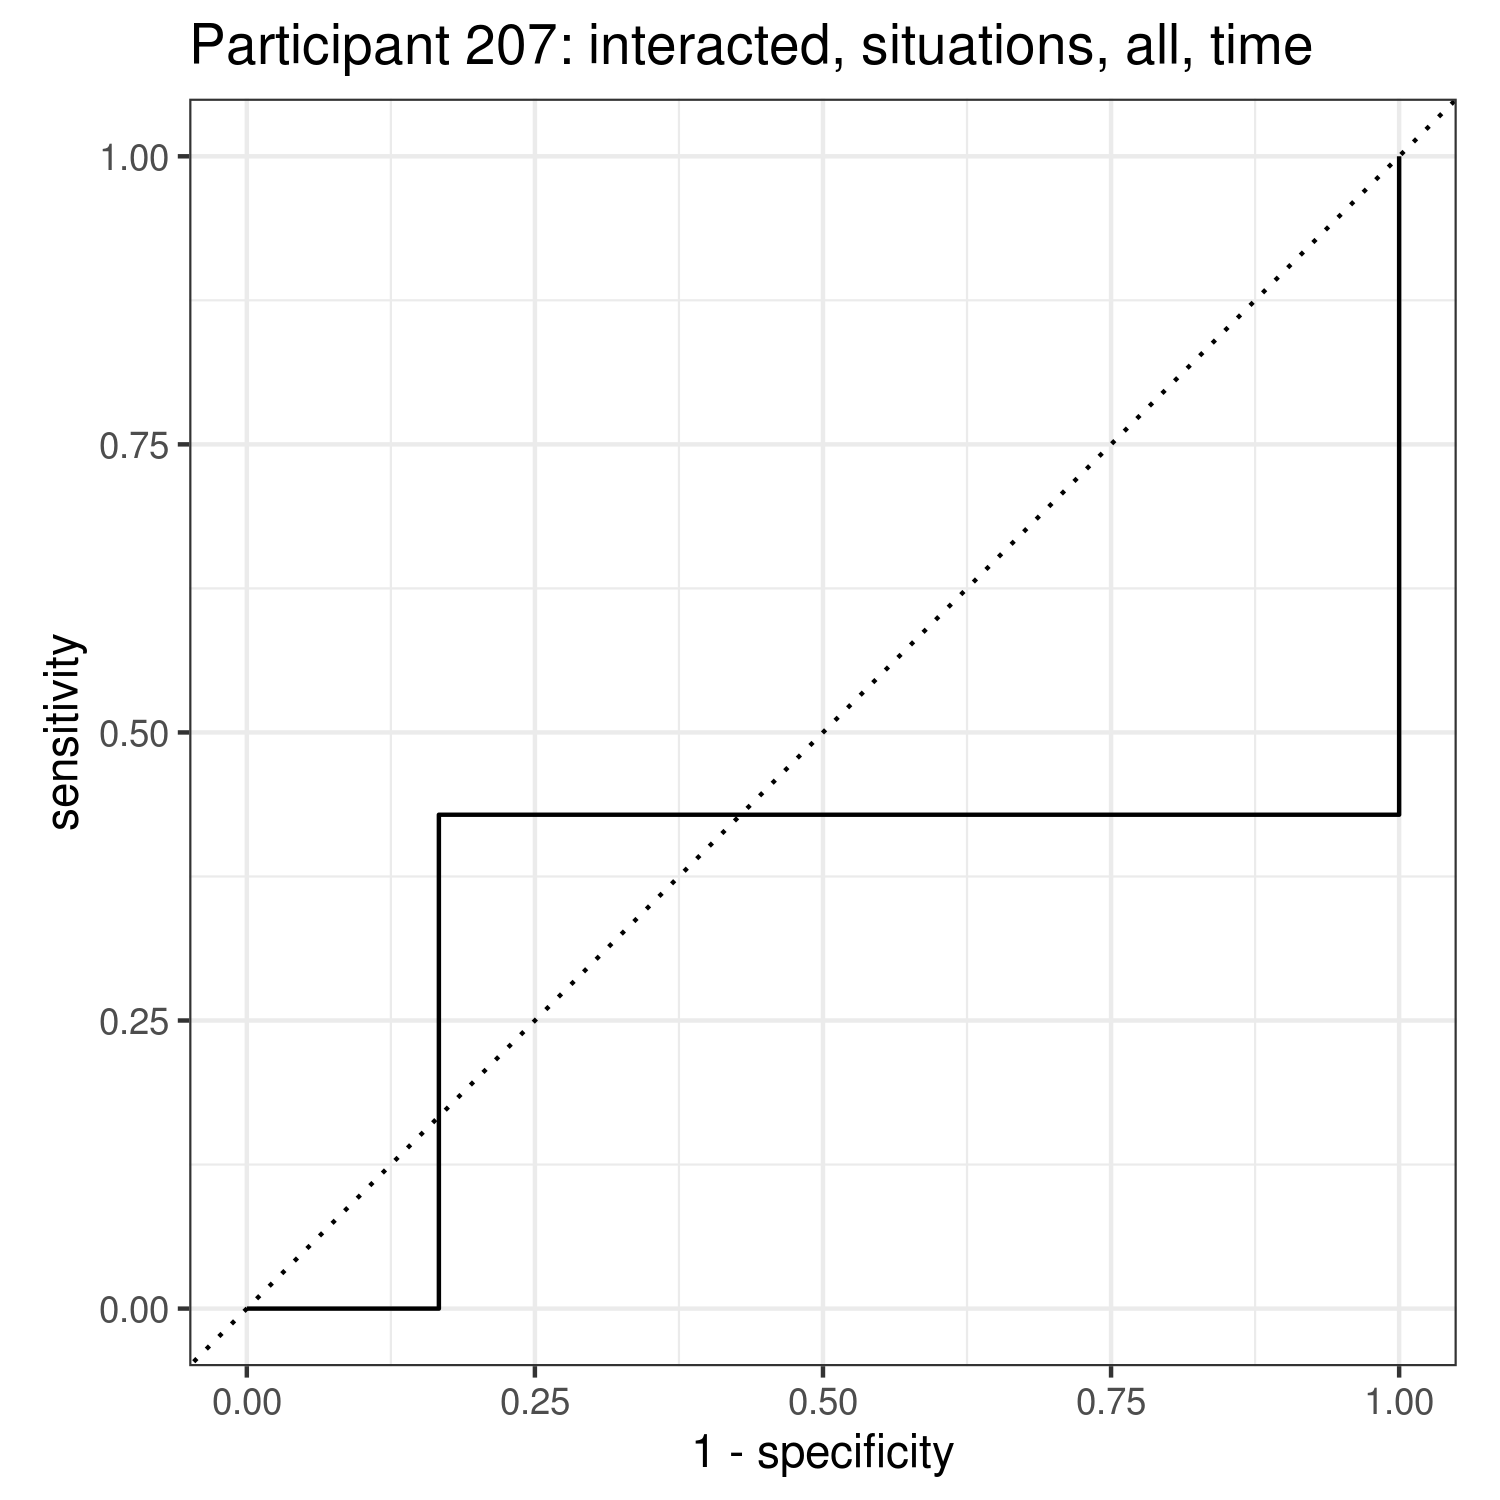 Participant 207: interacted, situations, all, time
1.00
0.75
0.50
0.25
0.00
sensitivity
0.00 0.25 0.50 0.75 1.00
1 - specificity